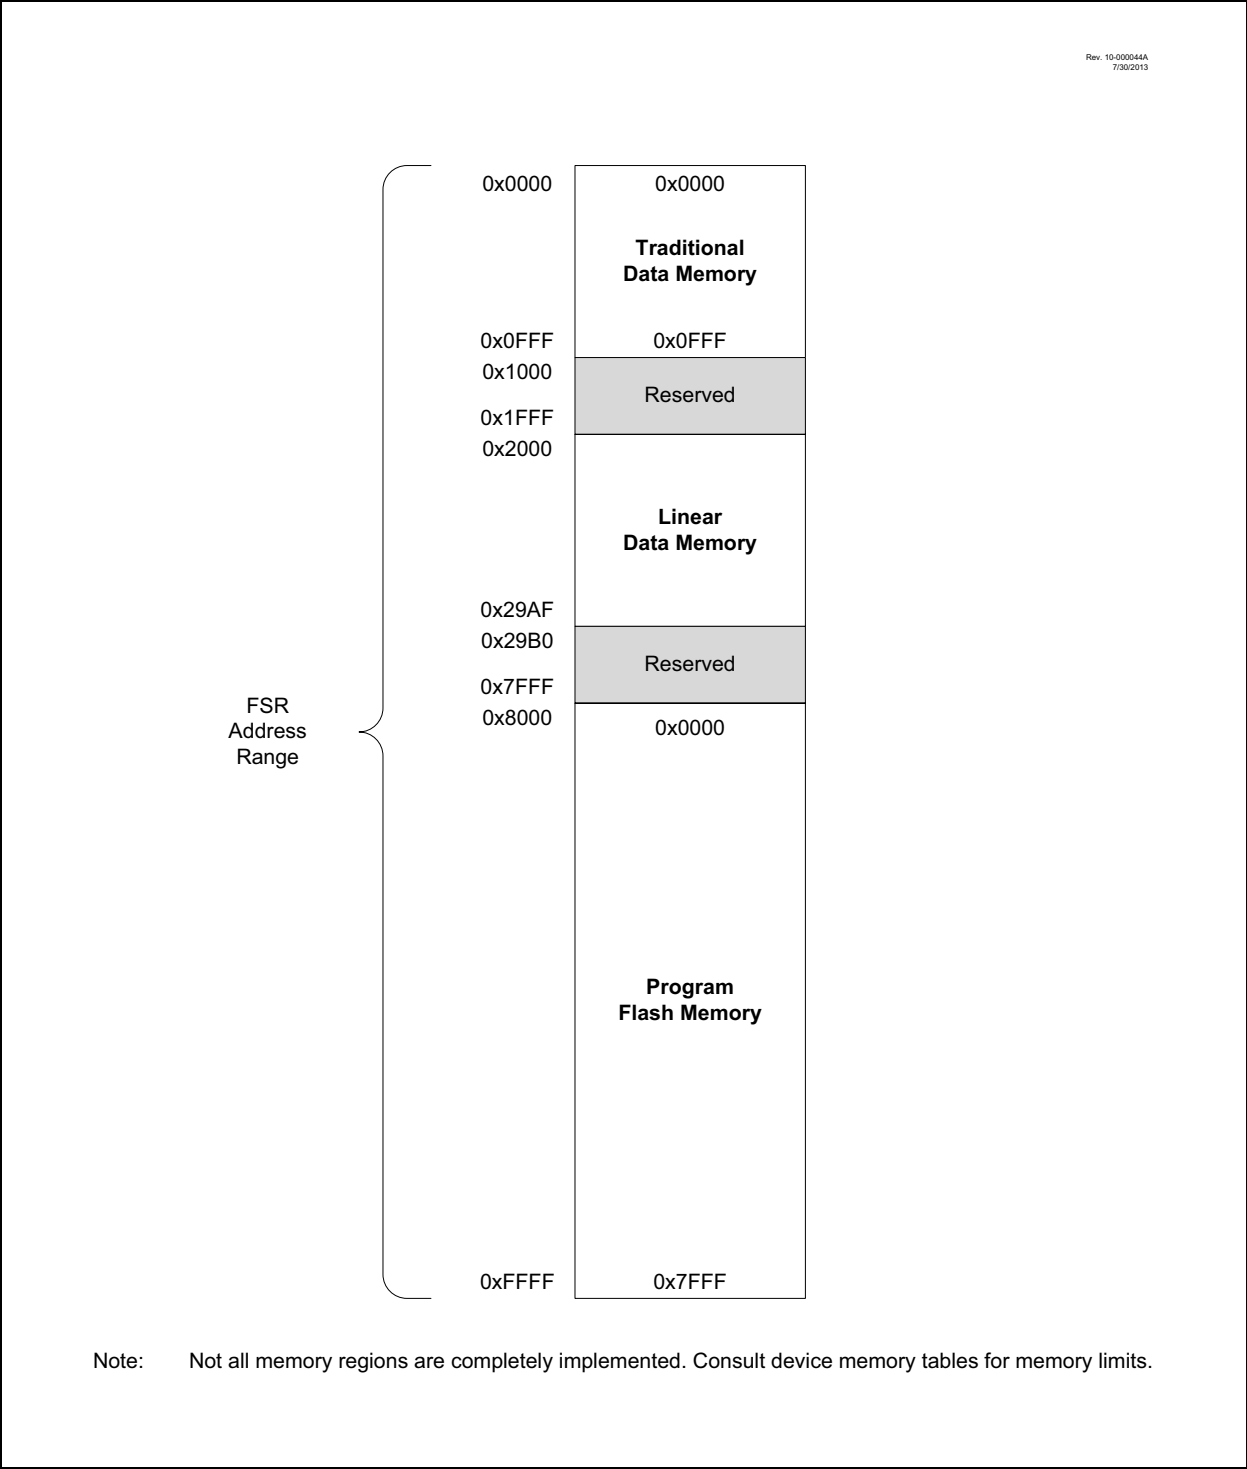 Rev. 10-000044A
7/30/2013
0x0000 0x0000
Traditional
Data Memory
0x0FFF 0x0FFF
0x1000
Reserved
0x1FFF
0x2000
Linear
Data Memory
0x29AF
0x29B0
Reserved
0x7FFF
FSR
Address
Range
0x8000 0x0000
Program
Flash Memory
0xFFFF 0x7FFF
Note: Not all memory regions are completely implemented. Consult device memory tables for memory limits.